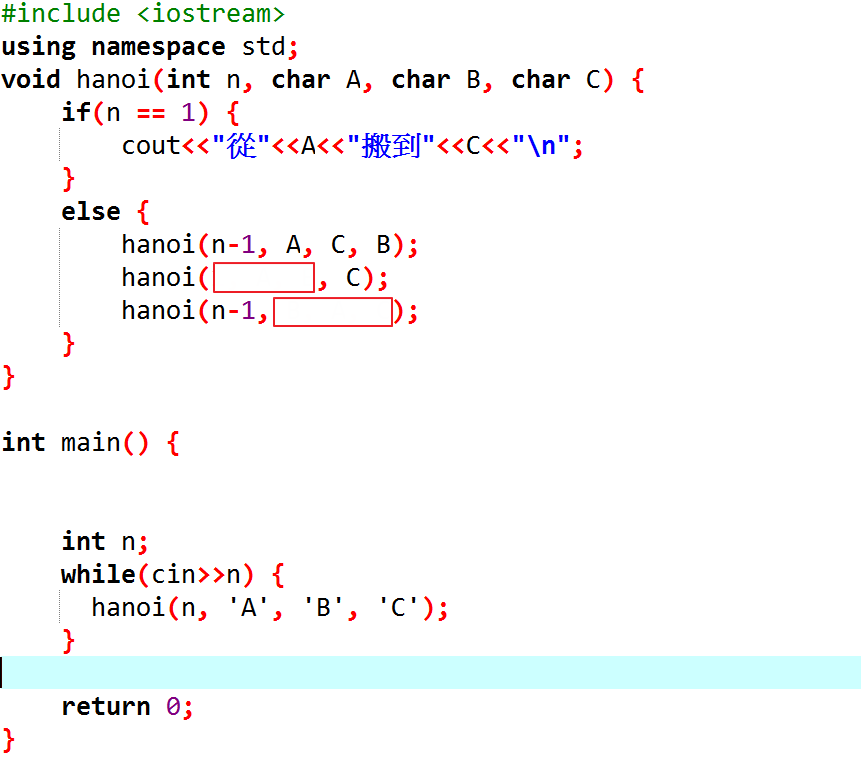 #include <iostream>
using namespace std;
void hanoi(int n, char A, char B, char C) {
    if(n == 1) {
        cout<<"從"<<A<<"搬到"<<C<<"\n";
    }
    else {
        hanoi(n-1, A, C, B);
        hanoi(      , C);
        hanoi(n-1,        );
    }
}
int main() {
    int n;
    while(cin>>n) {
      hanoi(n, 'A', 'B', 'C');
    }
    return 0;
}